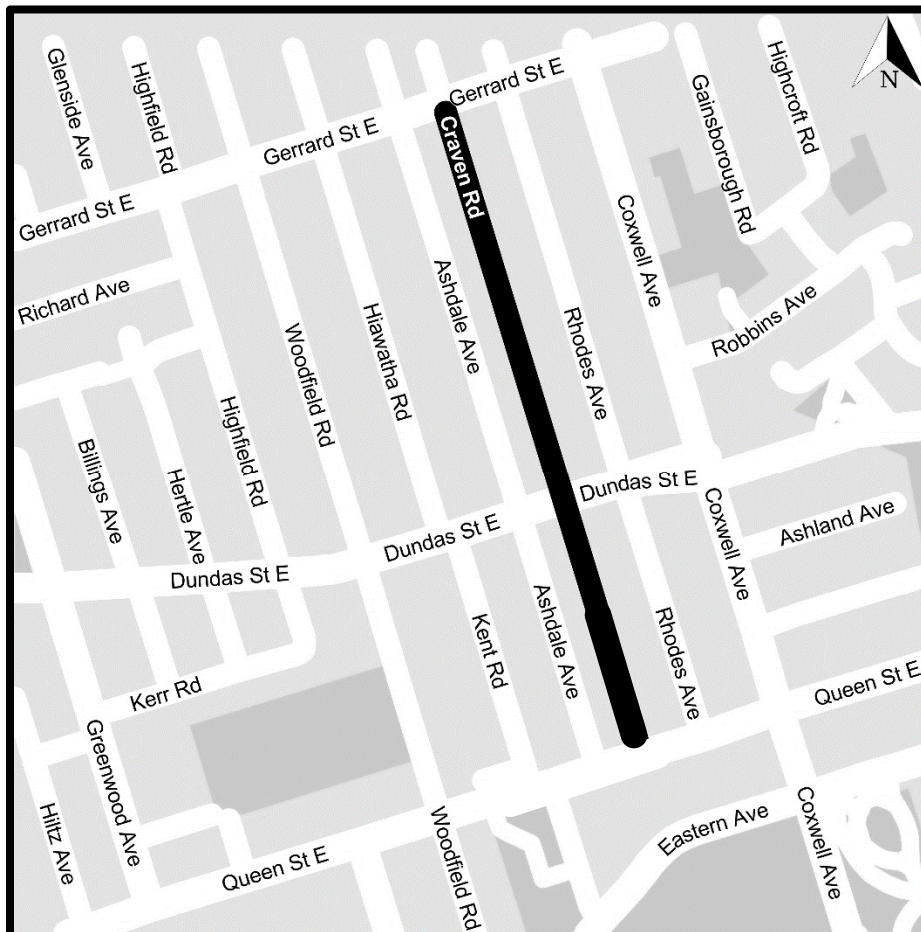 Glenside Ave
Highfield Rd
Gerrard St E
Gainsborough Rd
Highcroft Rd
N
Gerrard St E
Craven Rd
Gerrard St E
Coxwell Ave
Richard Ave
Ashdale Ave
Robbins Ave
Woodfield Rd
Hiawatha Rd
Rhodes Ave
Highfield Rd
Billings Ave
Hertle Ave
Dundas St E
Dundas St E
Dundas St E
Coxwell Ave
Ashland Ave
Kent Rd
Ashdale Ave
Rhodes Ave
Kerr Rd
Queen St E
Greenwood Ave
Hiltz Ave
Woodfield Rd
Eastern Ave
Coxwell Ave
Queen St E